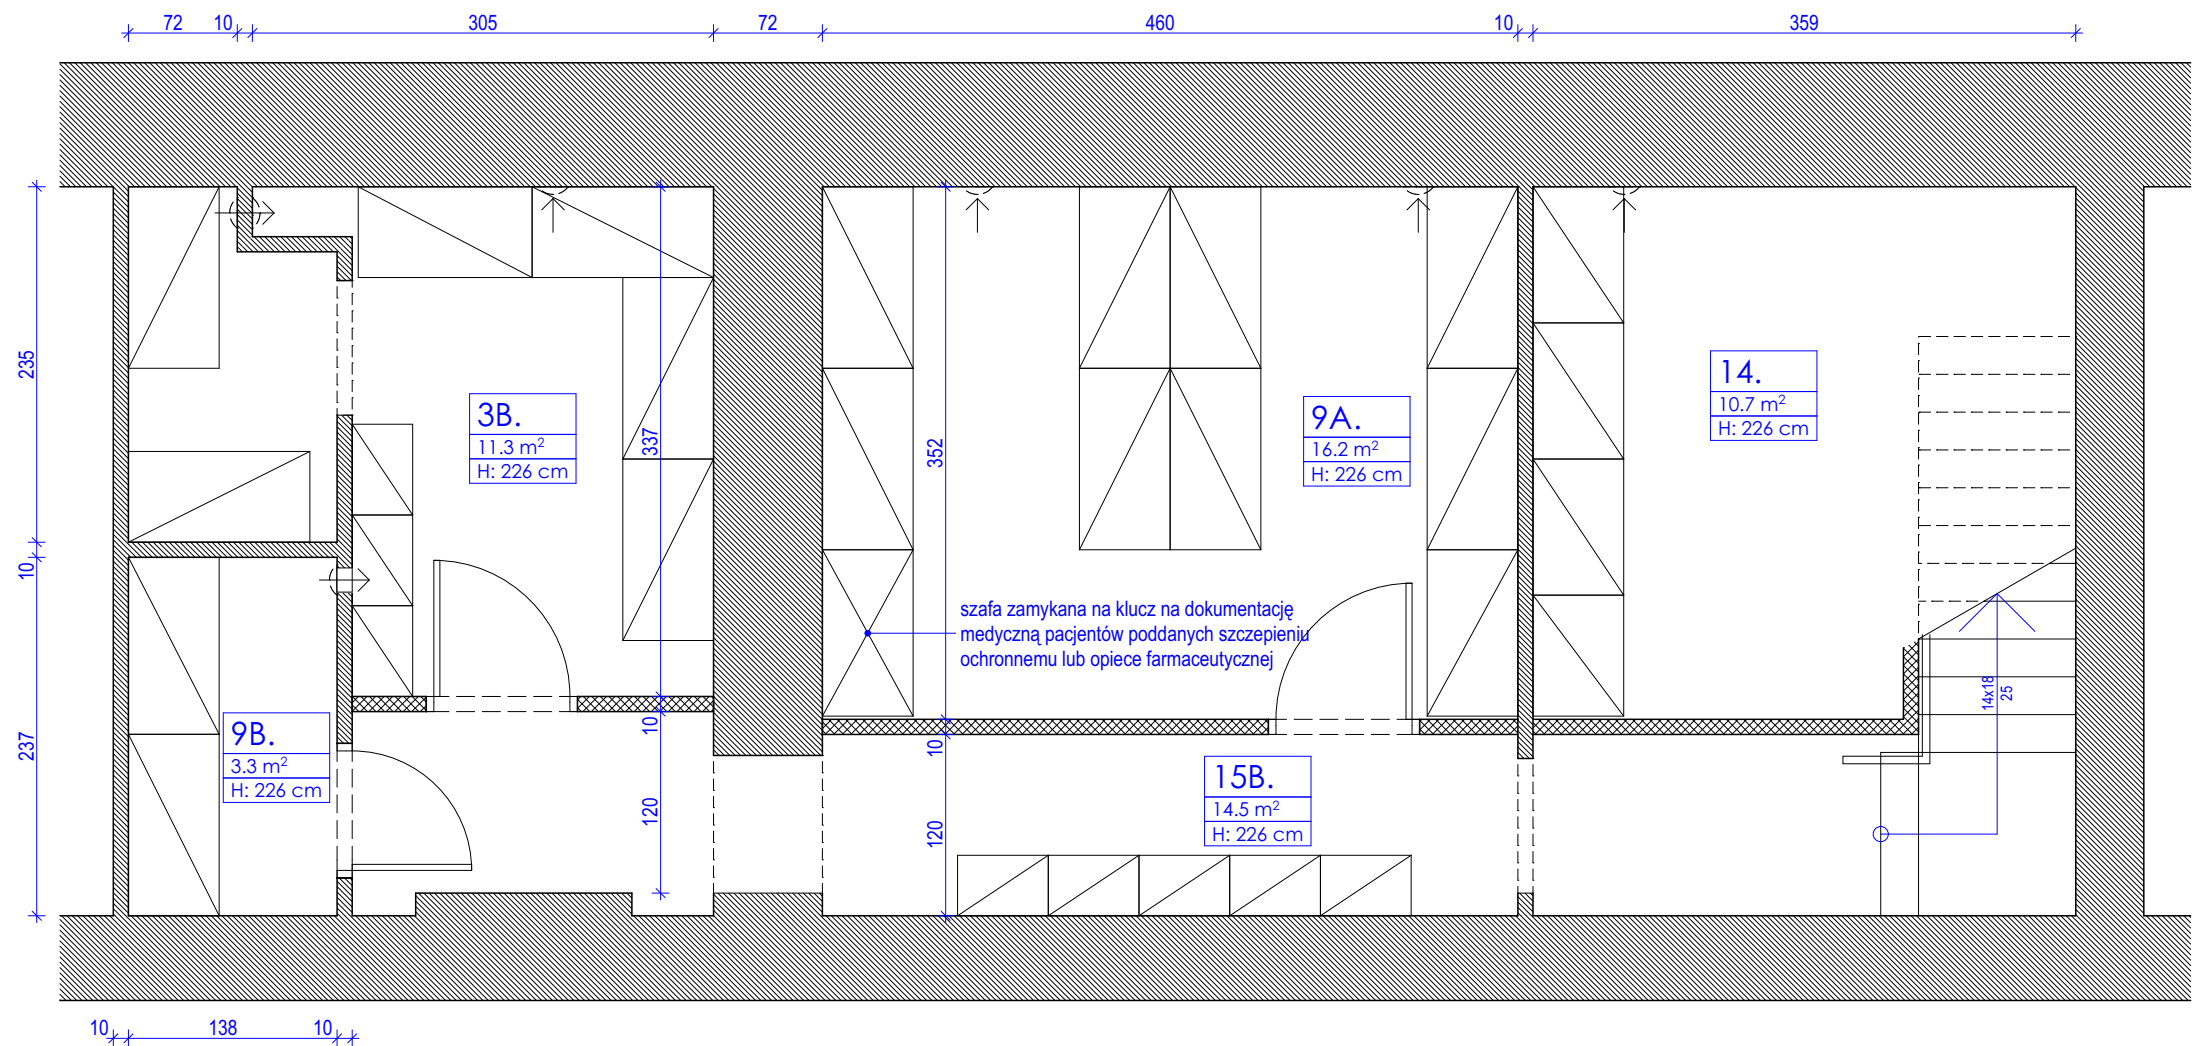 72
10
305
72
460
10
359
235
10
237
3B.
11.3 m²
H: 226 cm
337
10
120
352
10
120
9A.
16.2 m²
H: 226 cm
14.
10.7 m²
H: 226 cm
szafa zamykana na klucz na dokumentację
medyczną pacjentów poddanych szczepieniu
ochronnemu lub opiece farmaceutycznej
14x18
25
9B.
3.3 m²
H: 226 cm
15B.
14.5 m²
H: 226 cm
10
138
10